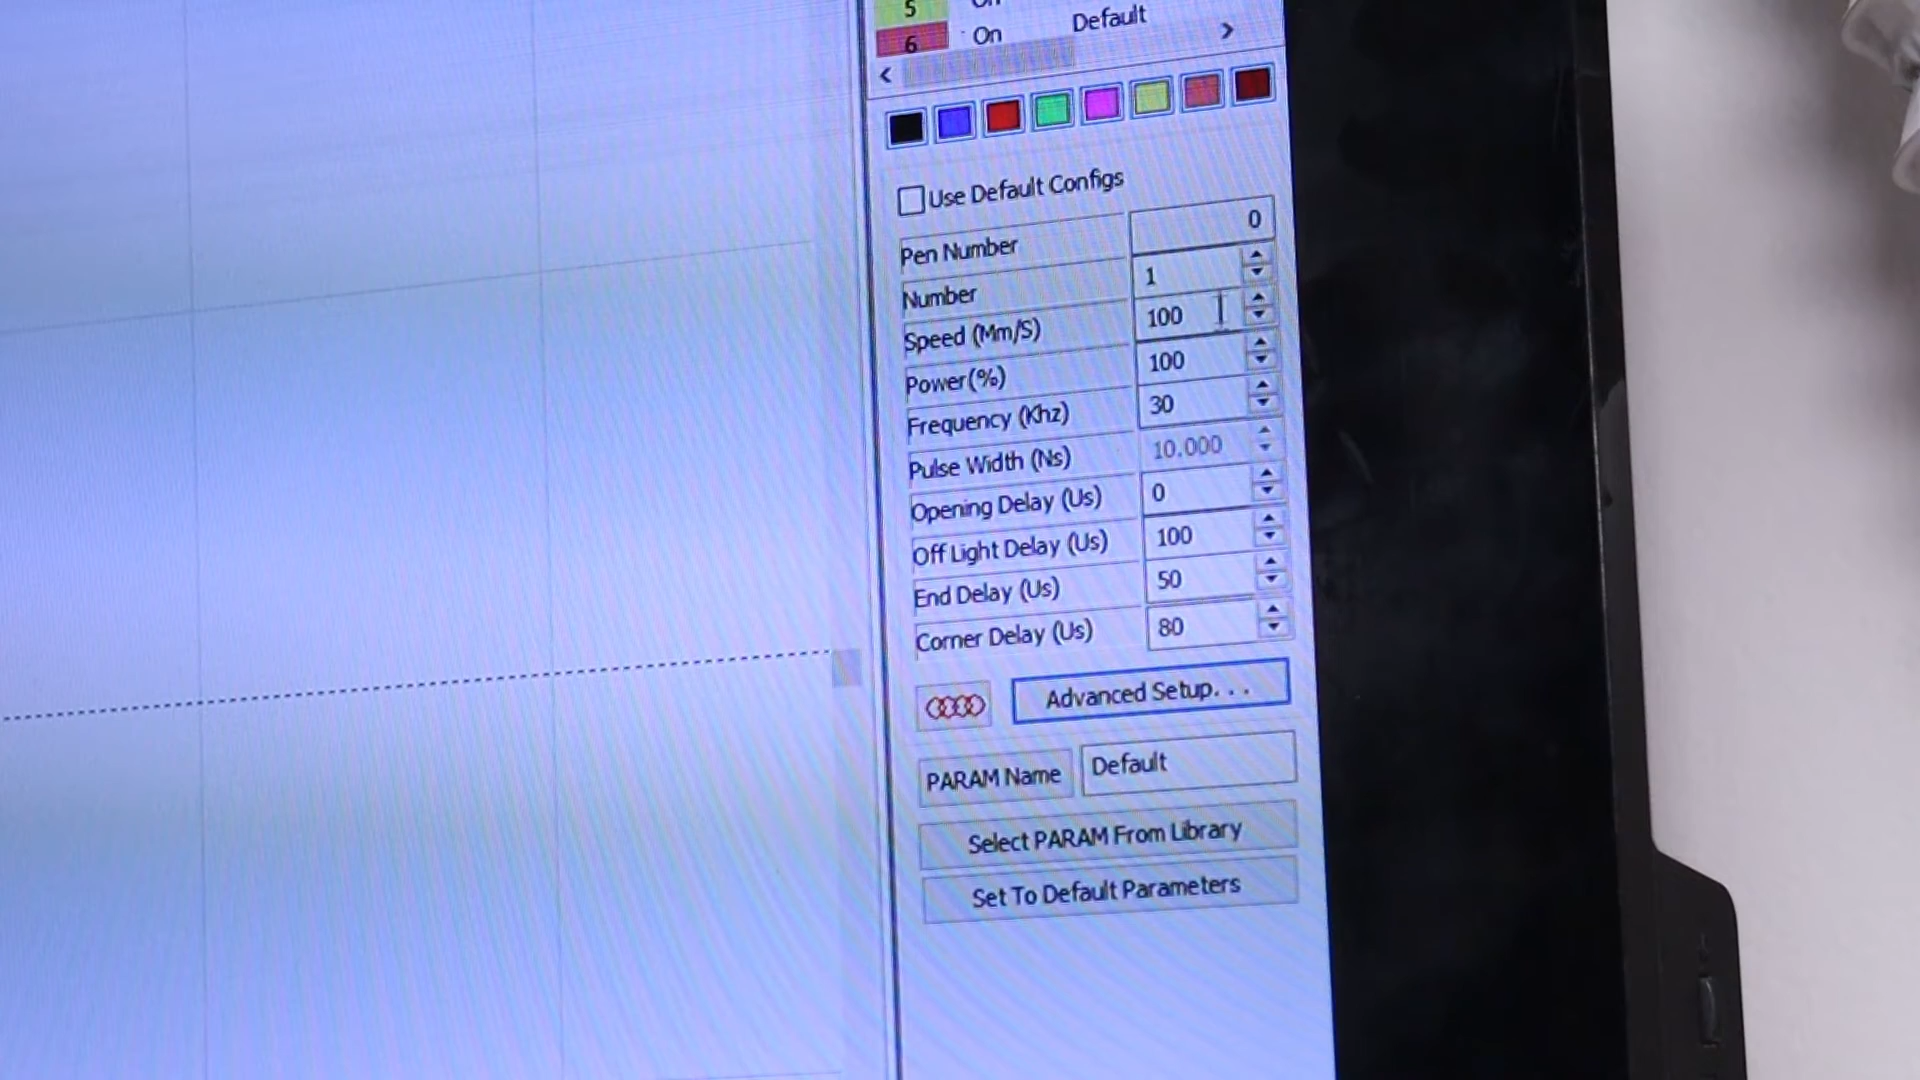 5 On
6 On Default
Use Default Configs
Pen Number 0
Number 1
Speed (Mm/S) 100
Power(%) 100
Frequency (Khz) 30
Pulse Width (Ns) 10.000
Opening Delay (Us) 0
Off Light Delay (Us) 100
End Delay (Us) 50
Corner Delay (Us) 80
Advanced Setup. . .
PARAM Name Default
Select PARAM From Library
Set To Default Parameters